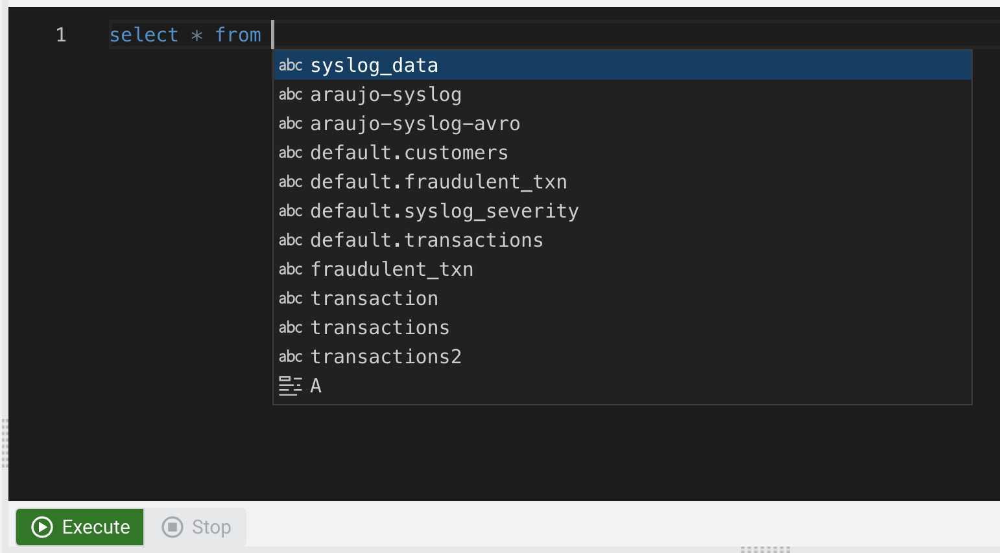 1 select * from
abc syslog_data
abc araujo-syslog
abc araujo-syslog-avro
abc default.customers
abc default.fraudulent_txn
abc default.syslog_severity
abc default.transactions
abc fraudulent_txn
abc transaction
abc transactions
abc transactions2
A
Execute Stop